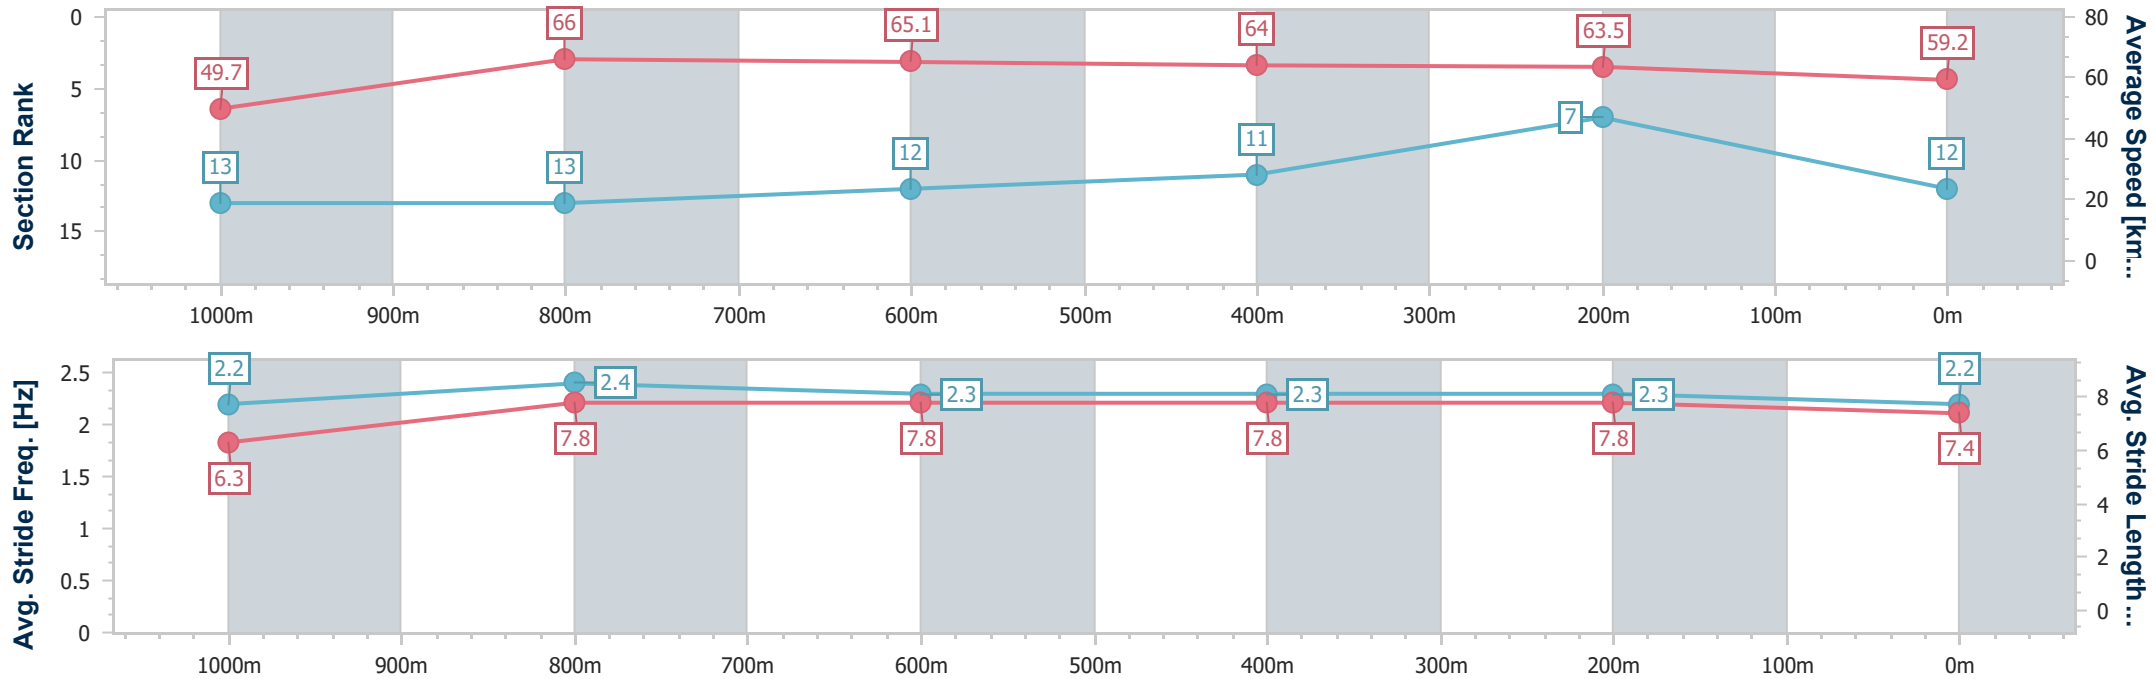 Section Rank
0
5
10
15
49.7
66
65.1
64
63.5
59.2
13
13
12
11
7
12
80
60
40
20
0
Average Speed [km...
1000m
900m
800m
700m
600m
500m
400m
300m
200m
100m
0m
Avg. Stride Freq. [Hz]
2.5
2
1.5
1
0.5
0
2.2
2.4
2.3
2.3
2.3
2.2
6.3
7.8
7.8
7.8
7.8
7.4
8
6
4
2
0
Avg. Stride Length ...
1000m
900m
800m
700m
600m
500m
400m
300m
200m
100m
0m